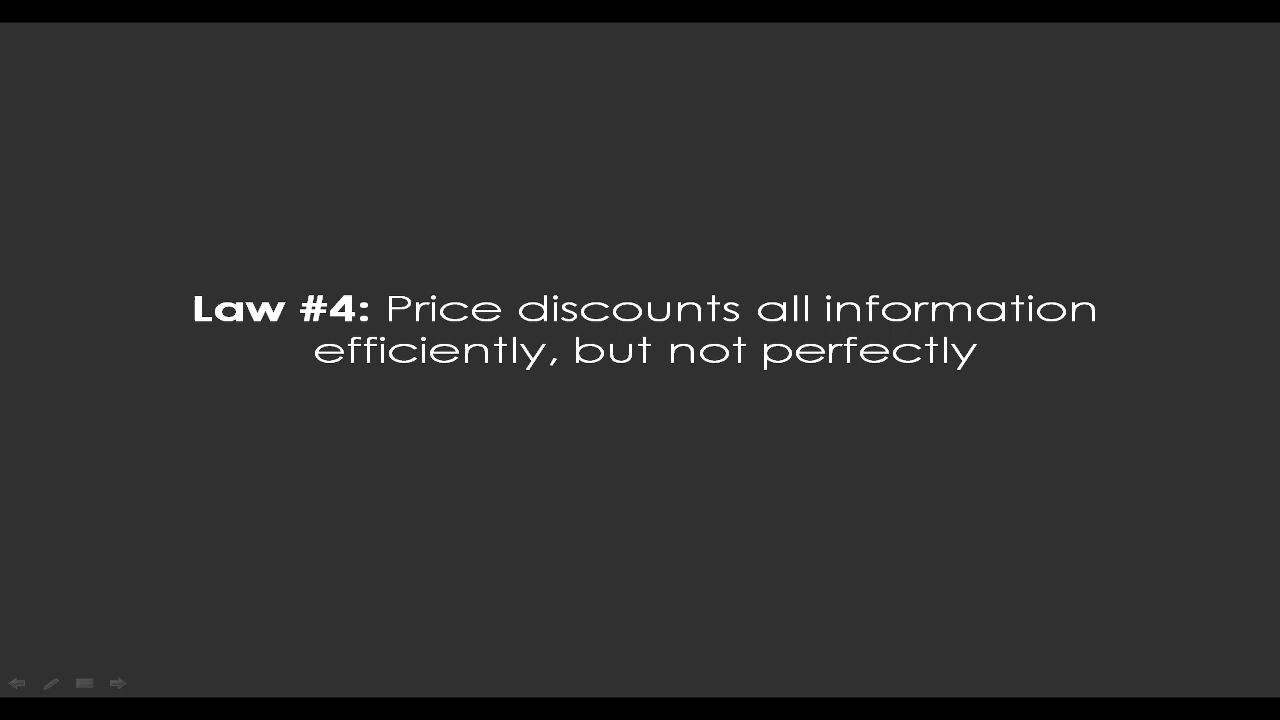 Law #4: Price discounts all information
efficiently, but not perfectly